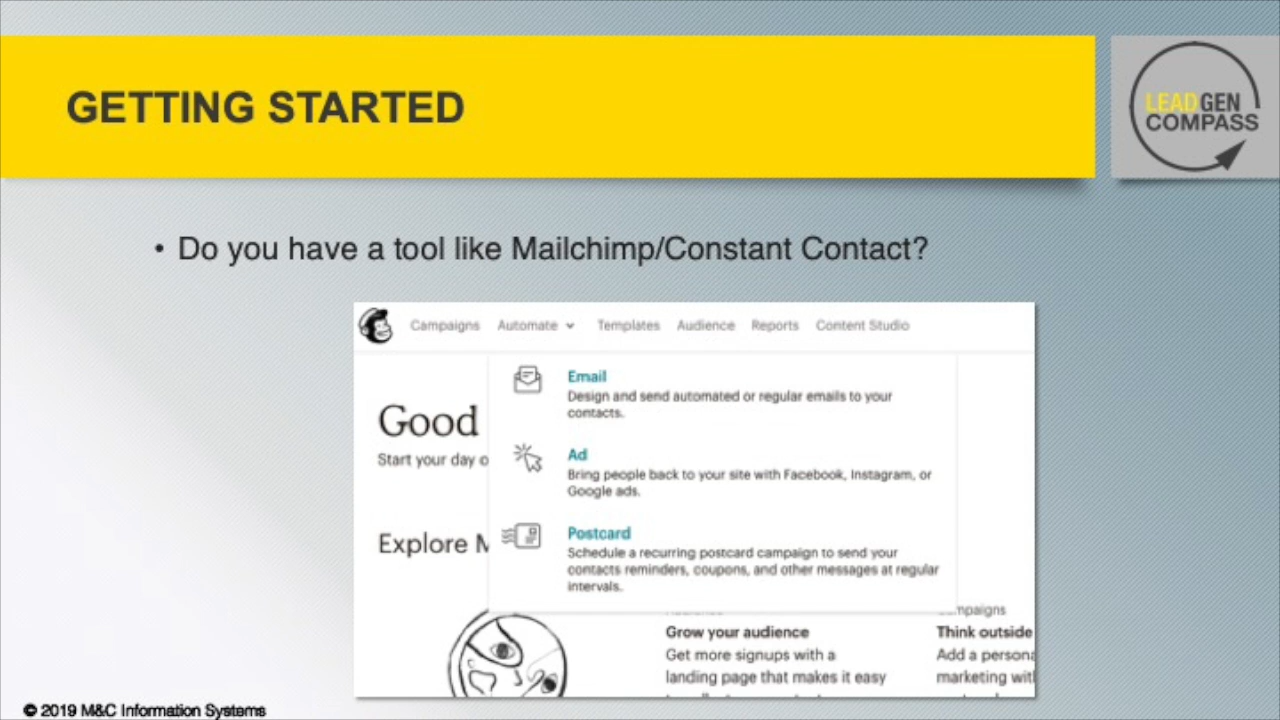 GETTING STARTED
LEADGEN
COMPASS
• Do you have a tool like Mailchimp/Constant Contact?
Campaigns Automate Templates Audience Reports Content Studio
Email
Design and send automated or regular emails to your
contacts.
Good
Start your day o
Ad
Bring people back to your site with Facebook, Instagram, or
Google ads.
Explore M
Postcard
Schedule a recurring postcard campaign to send your
contacts reminders, coupons, and other messages at regular
intervals.
mpaigns
Grow your audience
Get more signups with a
landing page that makes it easy
Think outside
Add a persona
marketing with
© 2019 M&C Information Systems